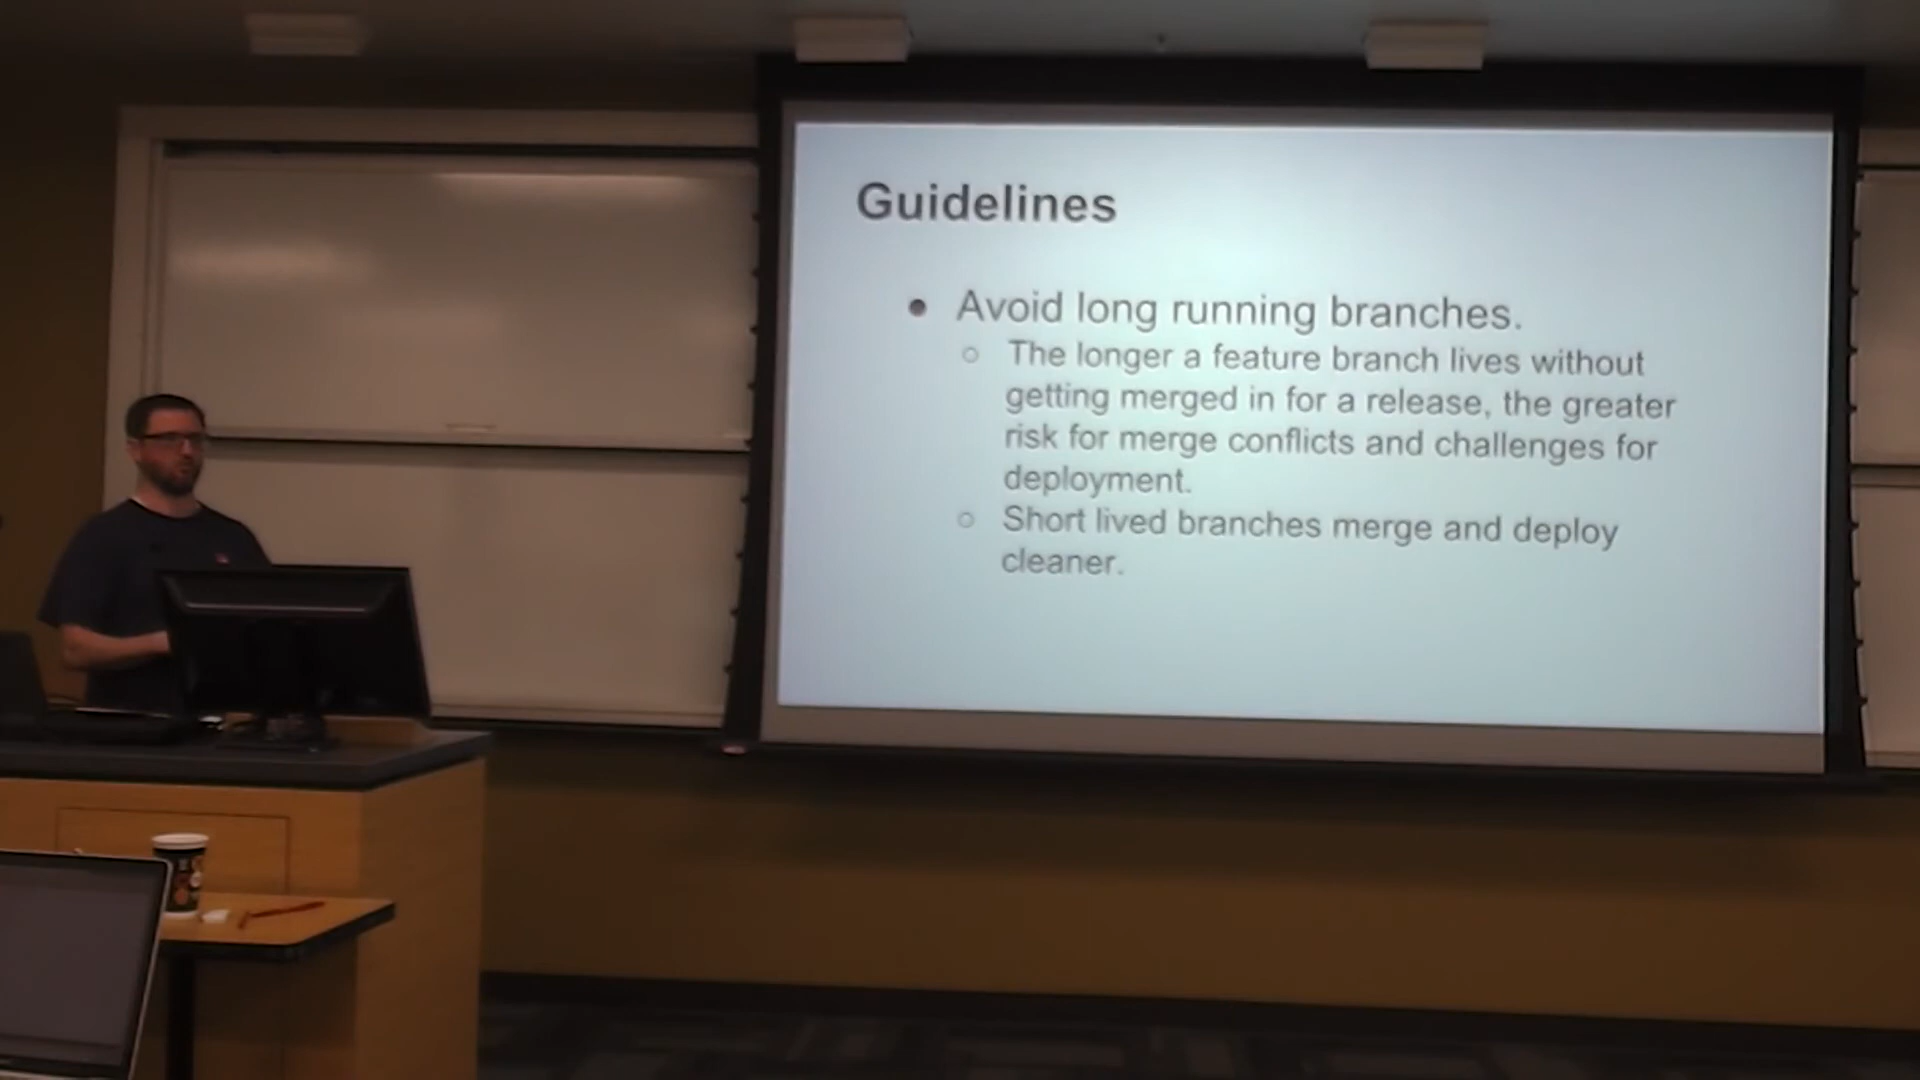 Guidelines
● Avoid long running branches.
○ The longer a feature branch lives without
getting merged in for a release, the greater
risk for merge conflicts and challenges for
deployment.
○ Short lived branches merge and deploy
cleaner.